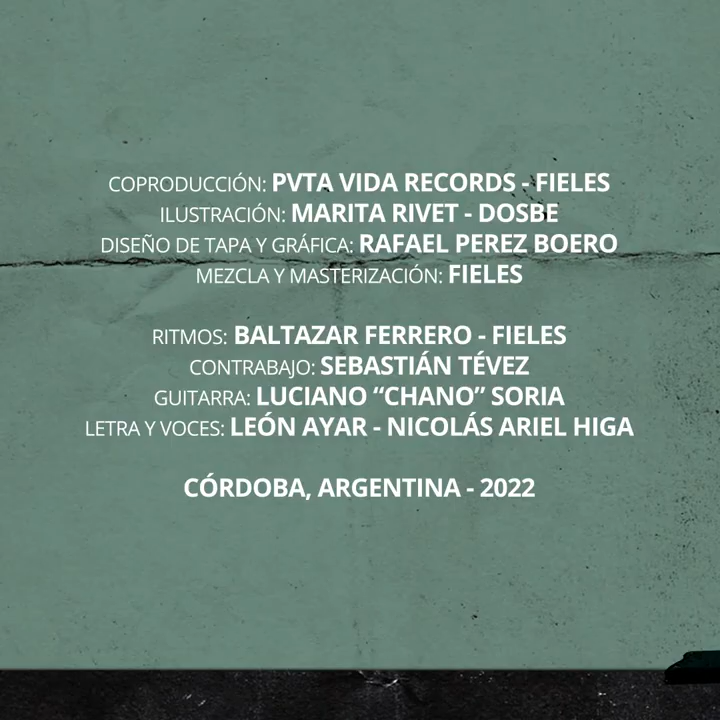 COPRODUCCIÓN: PVTA VIDA RECORDS - FIELES
ILUSTRACIÓN: MARITA RIVET - DOSBE
DISEÑO DE TAPA Y GRÁFICA: RAFAEL PEREZ BOERO
MEZCLA Y MASTERIZACIÓN: FIELES
RITMOS: BALTAZAR FERRERO - FIELES
CONTRABAJO: SEBASTIÁN TÉVEZ
GUITARRA: LUCIANO “CHANO” SORIA
LETRA Y VOCES: LEÓN AYAR - NICOLÁS ARIEL HIGA
CÓRDOBA, ARGENTINA - 2022